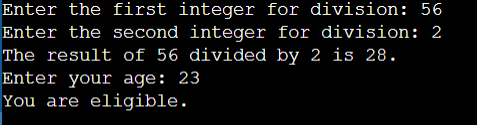 Enter the first integer for division: 56
Enter the second integer for division: 2
The result of 56 divided by 2 is 28.
Enter your age: 23
You are eligible.